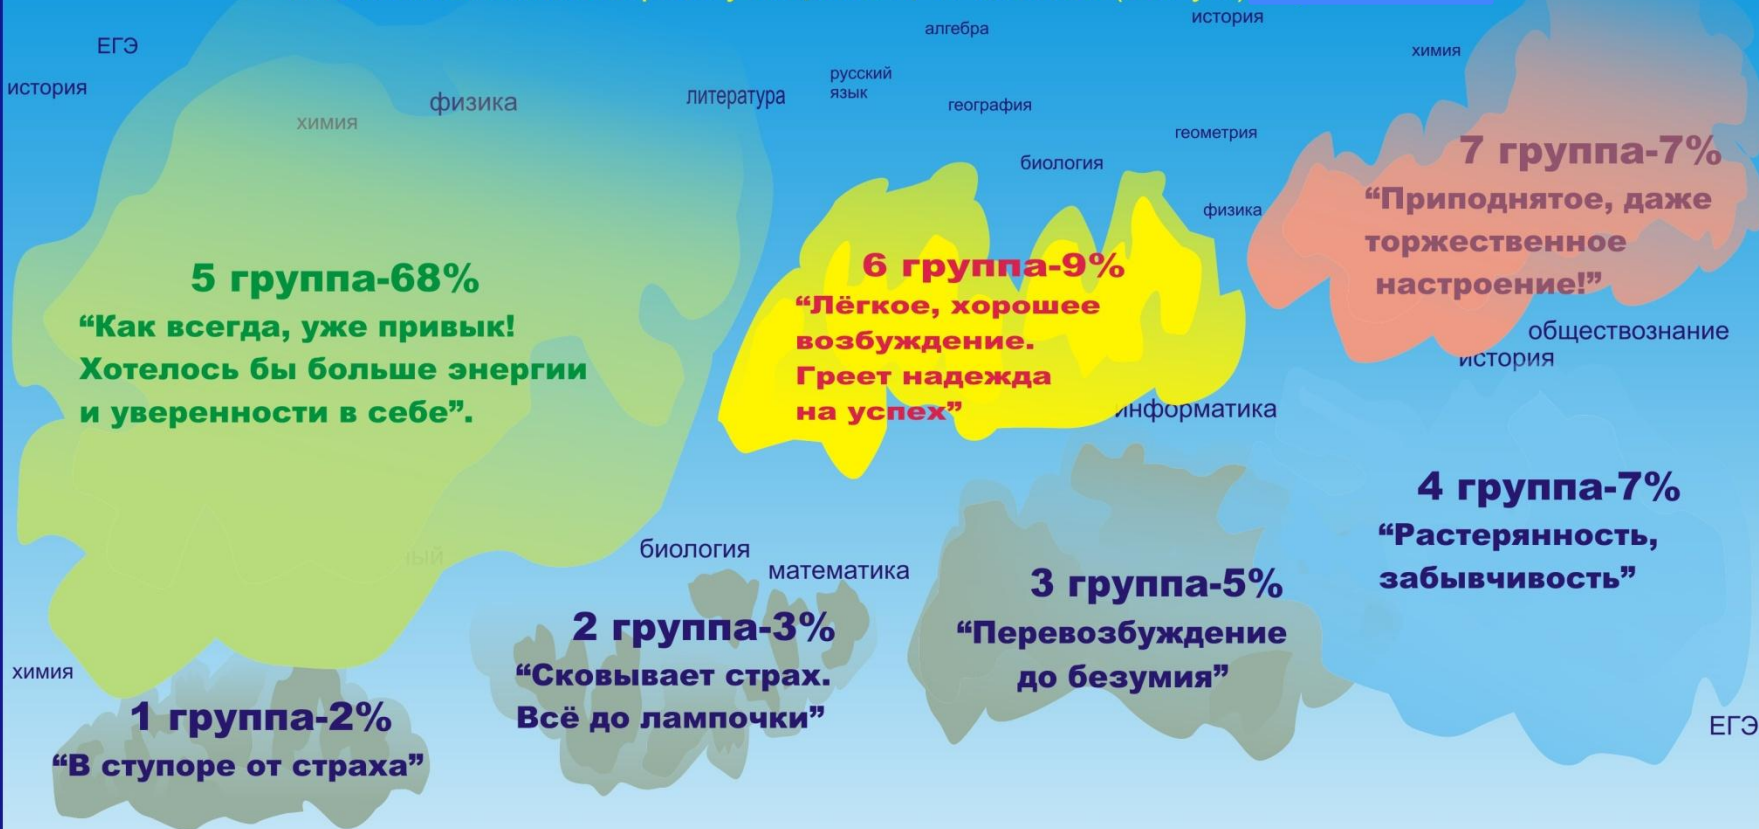 история
алгебра
ЕГЭ
химия
русский
язык
история
физика
литература
география
химия
геометрия
7 группа-7%
биология
“Приподнятое, даже
торжественное
настроение!”
физика
5 группа-68%
“Как всегда, уже привык!
Хотелось бы больше энергии
и уверенности в себе”.
6 группа-9%
“Лёгкое, хорошее
возбуждение.
Греет надежда
на успех”
обществознание
история
информатика
4 группа-7%
“Растерянность,
забывчивость”
биология
математика
3 группа-5%
“Перевозбуждение
до безумия”
2 группа-3%
“Сковывает страх.
Всё до лампочки”
химия
1 группа-2%
“В ступоре от страха”
ЕГЭ